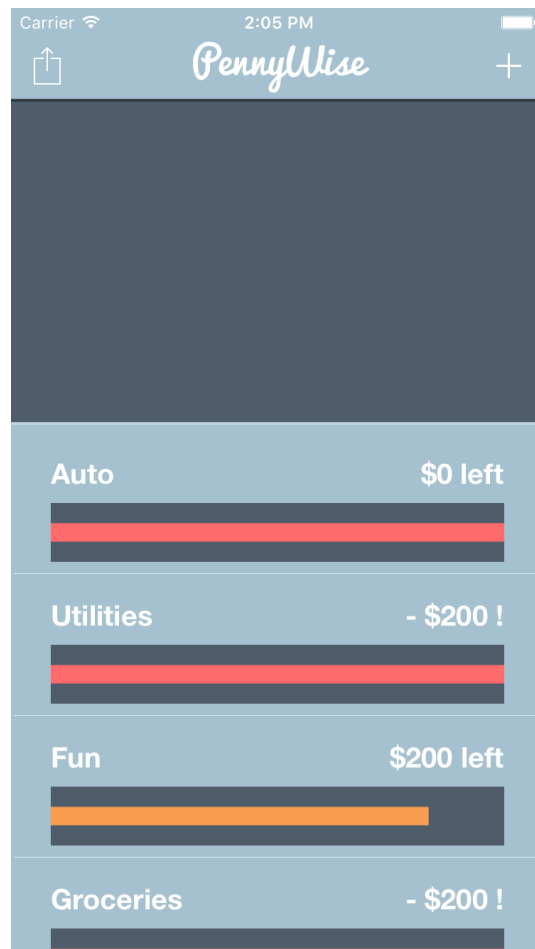 Carrier 2:05 PM
PennyWise
Auto $0 left
Utilities - $200 !
Fun $200 left
Groceries - $200 !